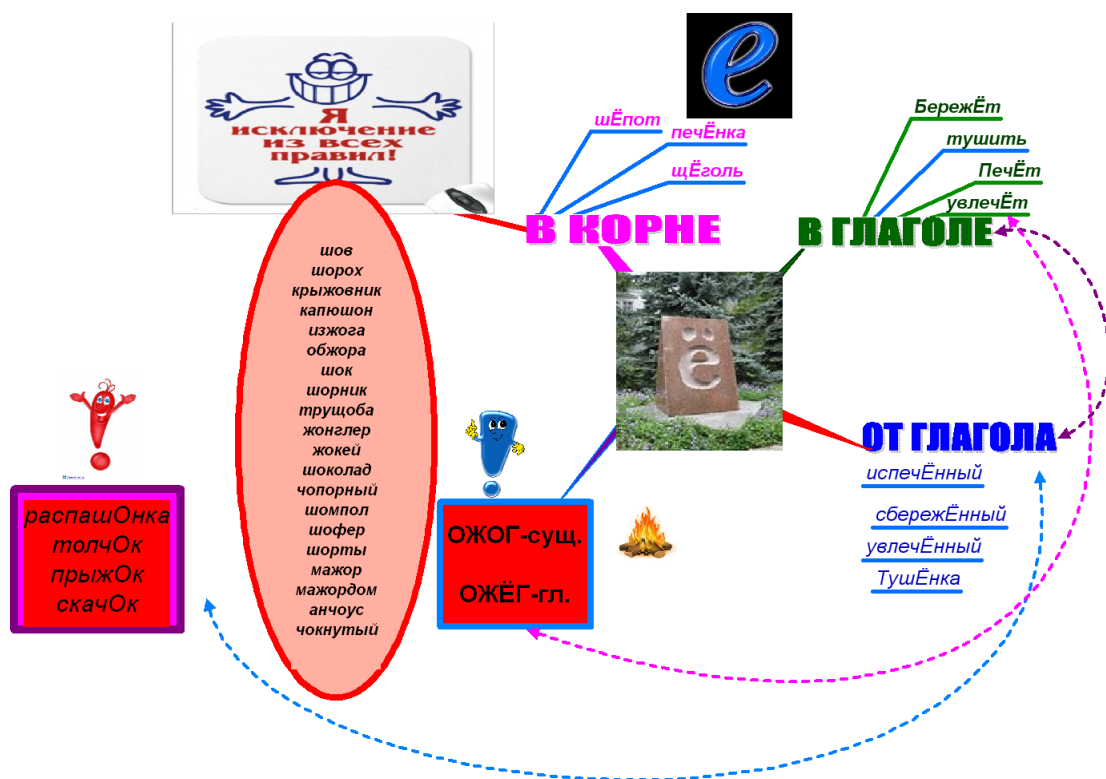 Я
исключение
из всех
правил!
е
шЁпот
печЁнка
щЁголь
В КОРНЕ
БережЁт
тушить
ПечЁт
увлечЁт
В ГЛАГОЛЕ
ё
шов
шорох
крыжовник
капюшон
изжога
обжора
шок
шорник
трущоба
жонглер
жокей
шоколад
чопорный
шомпол
шофер
шорты
мажор
мажордом
анчоус
чокнутый
распашОнка
толчОк
прыжОк
скачОк
ОЖОГ-сущ.
ОЖЁГ-гл.
ОТ ГЛАГОЛА
испечЁнный
сбережЁнный
увлечЁнный
ТушЁнка